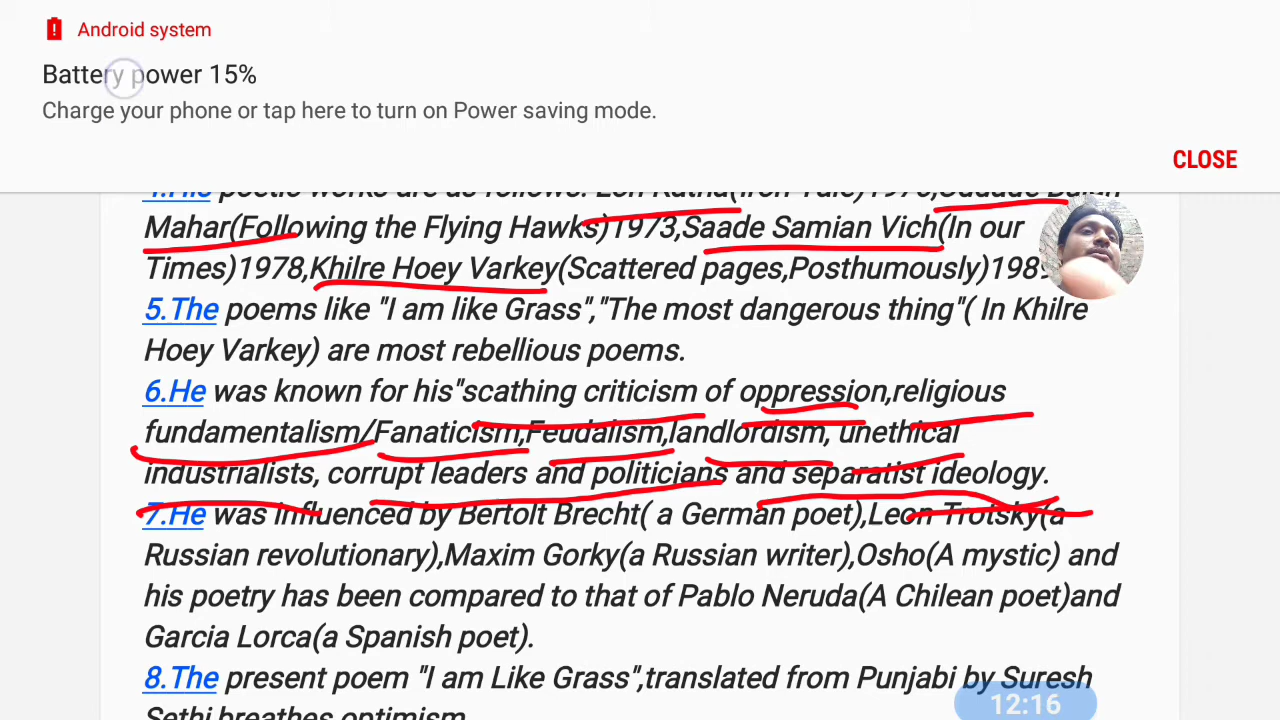 Android system
Battery power 15%
Charge your phone or tap here to turn on Power saving mode.
CLOSE
Mahar(Following the Flying Hawks)1973,Saade Samian Vich(In our
Times)1978,Khilre Hoey Varkey(Scattered pages,Posthumously)1989
5.The poems like "I am like Grass","The most dangerous thing"( In Khilre
Hoey Varkey) are most rebellious poems.
6.He was known for his"scathing criticism of oppression,religious
fundamentalism/Fanaticism,Feudalism,landlordism, unethical
industrialists, corrupt leaders and politicians and separatist ideology.
7.He was influenced by Bertolt Brecht( a German poet),Leon Trotsky(a
Russian revolutionary),Maxim Gorky(a Russian writer),Osho(A mystic) and
his poetry has been compared to that of Pablo Neruda(A Chilean poet)and
Garcia Lorca(a Spanish poet).
8.The present poem "I am Like Grass",translated from Punjabi by Suresh
Sethi,breathes optimism
12:16